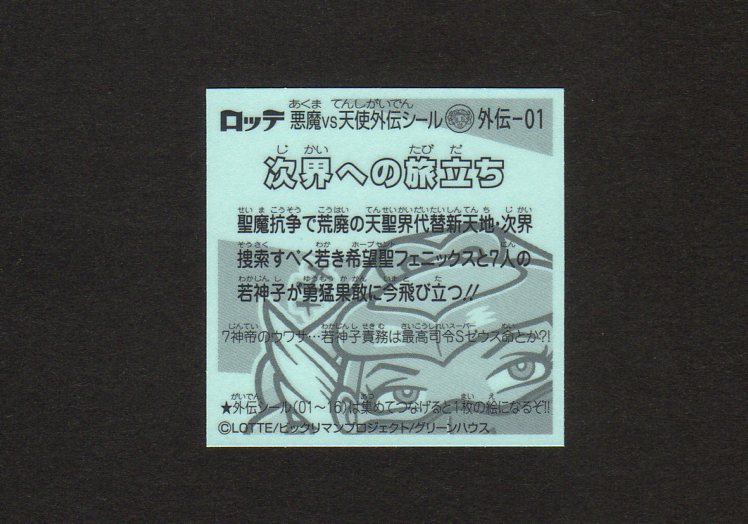 ロッテ 悪魔VS天使外伝シール 外伝-01
あくま てんしがいでん
次界への旅立ち
じ かい たび だ
聖魔抗争で荒廃の天聖界代替新天地・次界
せいま こうそう こうはい てんせいかいだいたいしんてんち じかい
捜索すべく若き希望聖フェニックスと7人の
そうさく わか ホープセント にん
若神子が勇猛果敢に今飛び立つ!!
わかじんし ゆうもう かかん いまと た
7神帝のウワサ…若神子責務は最高司令Sゼウス命とか?!
じんてい わかじんし せきむ さいこうしれいスーパー めい
★外伝シール(01〜16)は集めてつなげると1枚の絵になるぞ!!
がいでん あつ まい え
©LOTTE/ビックリマンプロジェクト/グリーンハウス